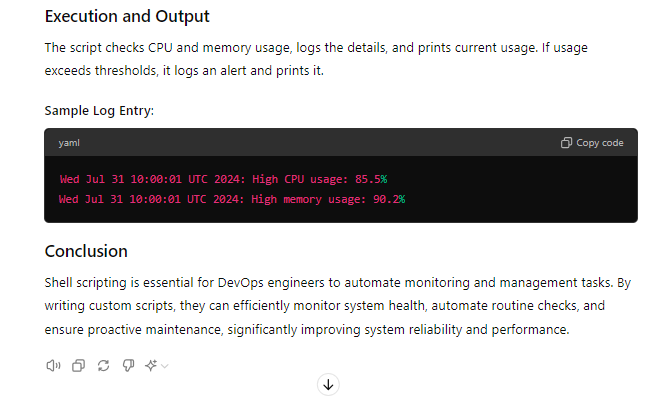 Execution and Output
The script checks CPU and memory usage, logs the details, and prints current usage. If usage
exceeds thresholds, it logs an alert and prints it.
Sample Log Entry:
yaml Copy code
Wed Jul 31 10:00:01 UTC 2024: High CPU usage: 85.5%
Wed Jul 31 10:00:01 UTC 2024: High memory usage: 90.2%
Conclusion
Shell scripting is essential for DevOps engineers to automate monitoring and management tasks. By
writing custom scripts, they can efficiently monitor system health, automate routine checks, and
ensure proactive maintenance, significantly improving system reliability and performance.